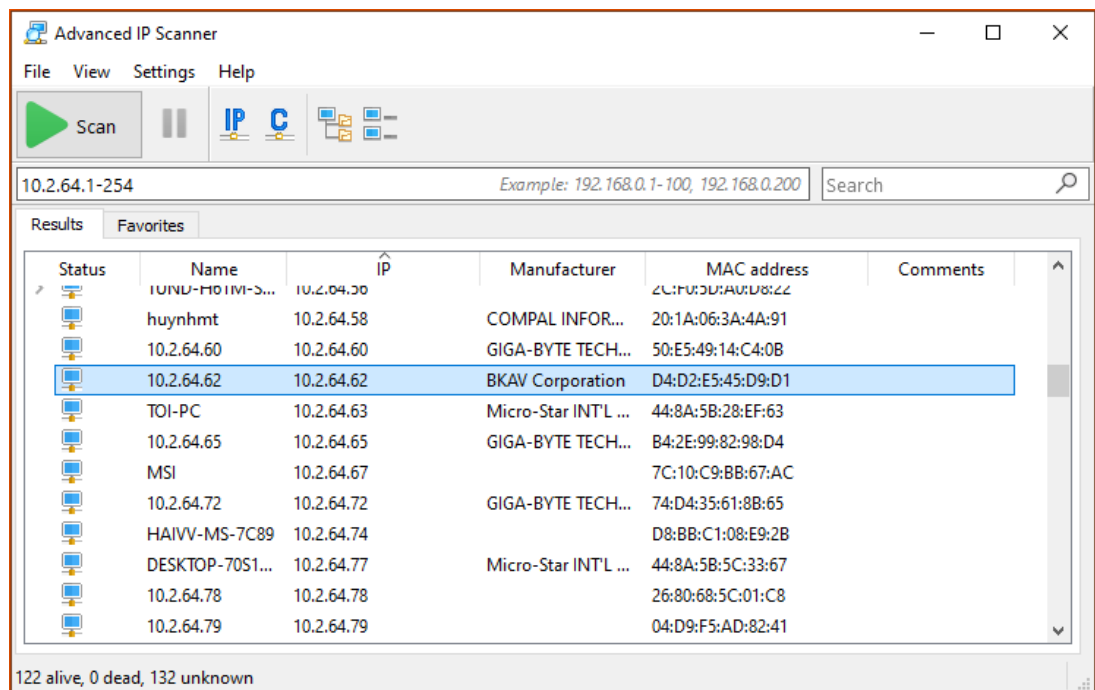 Advanced IP Scanner
File View Settings Help
Scan IP C
10.2.64.1-254 Example: 192.168.0.1-100, 192.168.0.200 Search
Results Favorites
Status Name IP Manufacturer MAC address Comments
10.2.64.56 2C:F0:5D:A0:D8:22
huynhmt 10.2.64.58 COMPAL INFOR... 20:1A:06:3A:4A:91
10.2.64.60 10.2.64.60 GIGA-BYTE TECH... 50:E5:49:14:C4:0B
10.2.64.62 10.2.64.62 BKAV Corporation D4:D2:E5:45:D9:D1
TOI-PC 10.2.64.63 Micro-Star INT'L ... 44:8A:5B:28:EF:63
10.2.64.65 10.2.64.65 GIGA-BYTE TECH... B4:2E:99:82:98:D4
MSI 10.2.64.67 7C:10:C9:BB:67:AC
10.2.64.72 10.2.64.72 GIGA-BYTE TECH... 74:D4:35:61:8B:65
HAIVV-MS-7C89 10.2.64.74 D8:BB:C1:08:E9:2B
DESKTOP-70S1... 10.2.64.77 Micro-Star INT'L ... 44:8A:5B:5C:33:67
10.2.64.78 10.2.64.78 26:80:68:5C:01:C8
10.2.64.79 10.2.64.79 04:D9:F5:AD:82:41
122 alive, 0 dead, 132 unknown